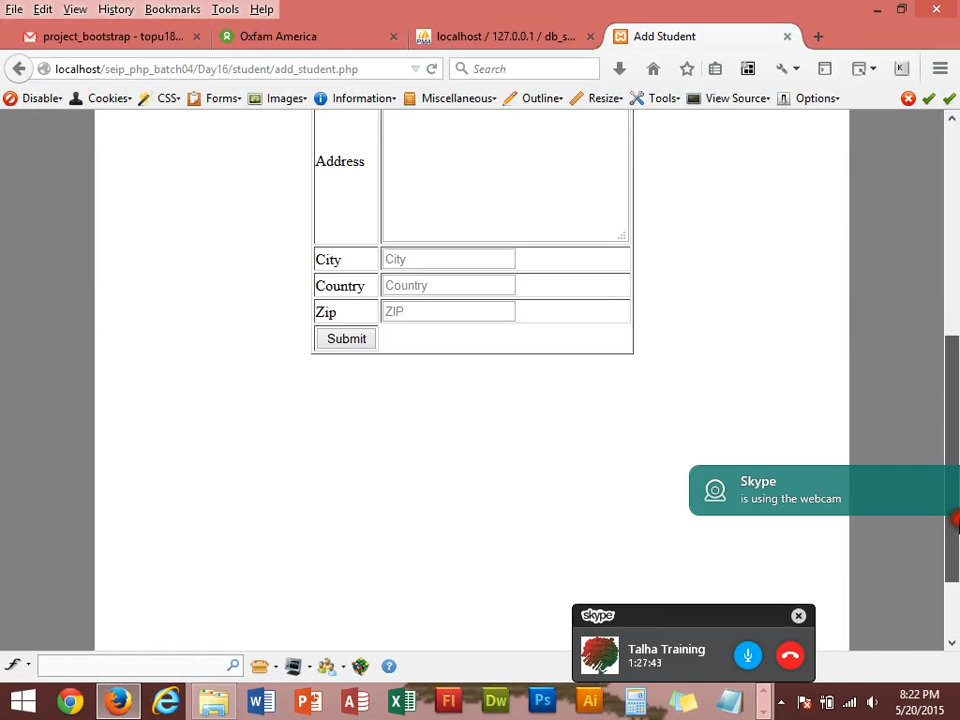 File Edit View History Bookmarks Tools Help
project_bootstrap - topu18...
Oxfam America
localhost / 127.0.0.1 / db_s...
Add Student
localhost/seip_php_batch04/Day16/student/add_student.php
Search
Disable Cookies CSS Forms Images Information Miscellaneous Outline Resize Tools View Source Options
Address
City City
Country Country
Zip ZIP
Submit
Skype
is using the webcam
skype
Talha Training
1:27:43
8:22 PM
5/20/2015